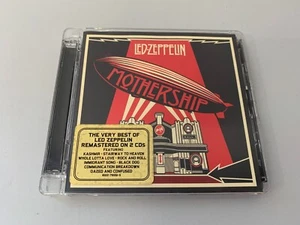 LED·ZEPPELIN
MOTHERSHIP
THE VERY BEST OF
LED ZEPPELIN
REMASTERED ON 2 CDs
FEATURING
KASHMIR · STAIRWAY TO HEAVEN
WHOLE LOTTA LOVE · ROCK AND ROLL
IMMIGRANT SONG · BLACK DOG
COMMUNICATION BREAKDOWN
DAZED AND CONFUSED